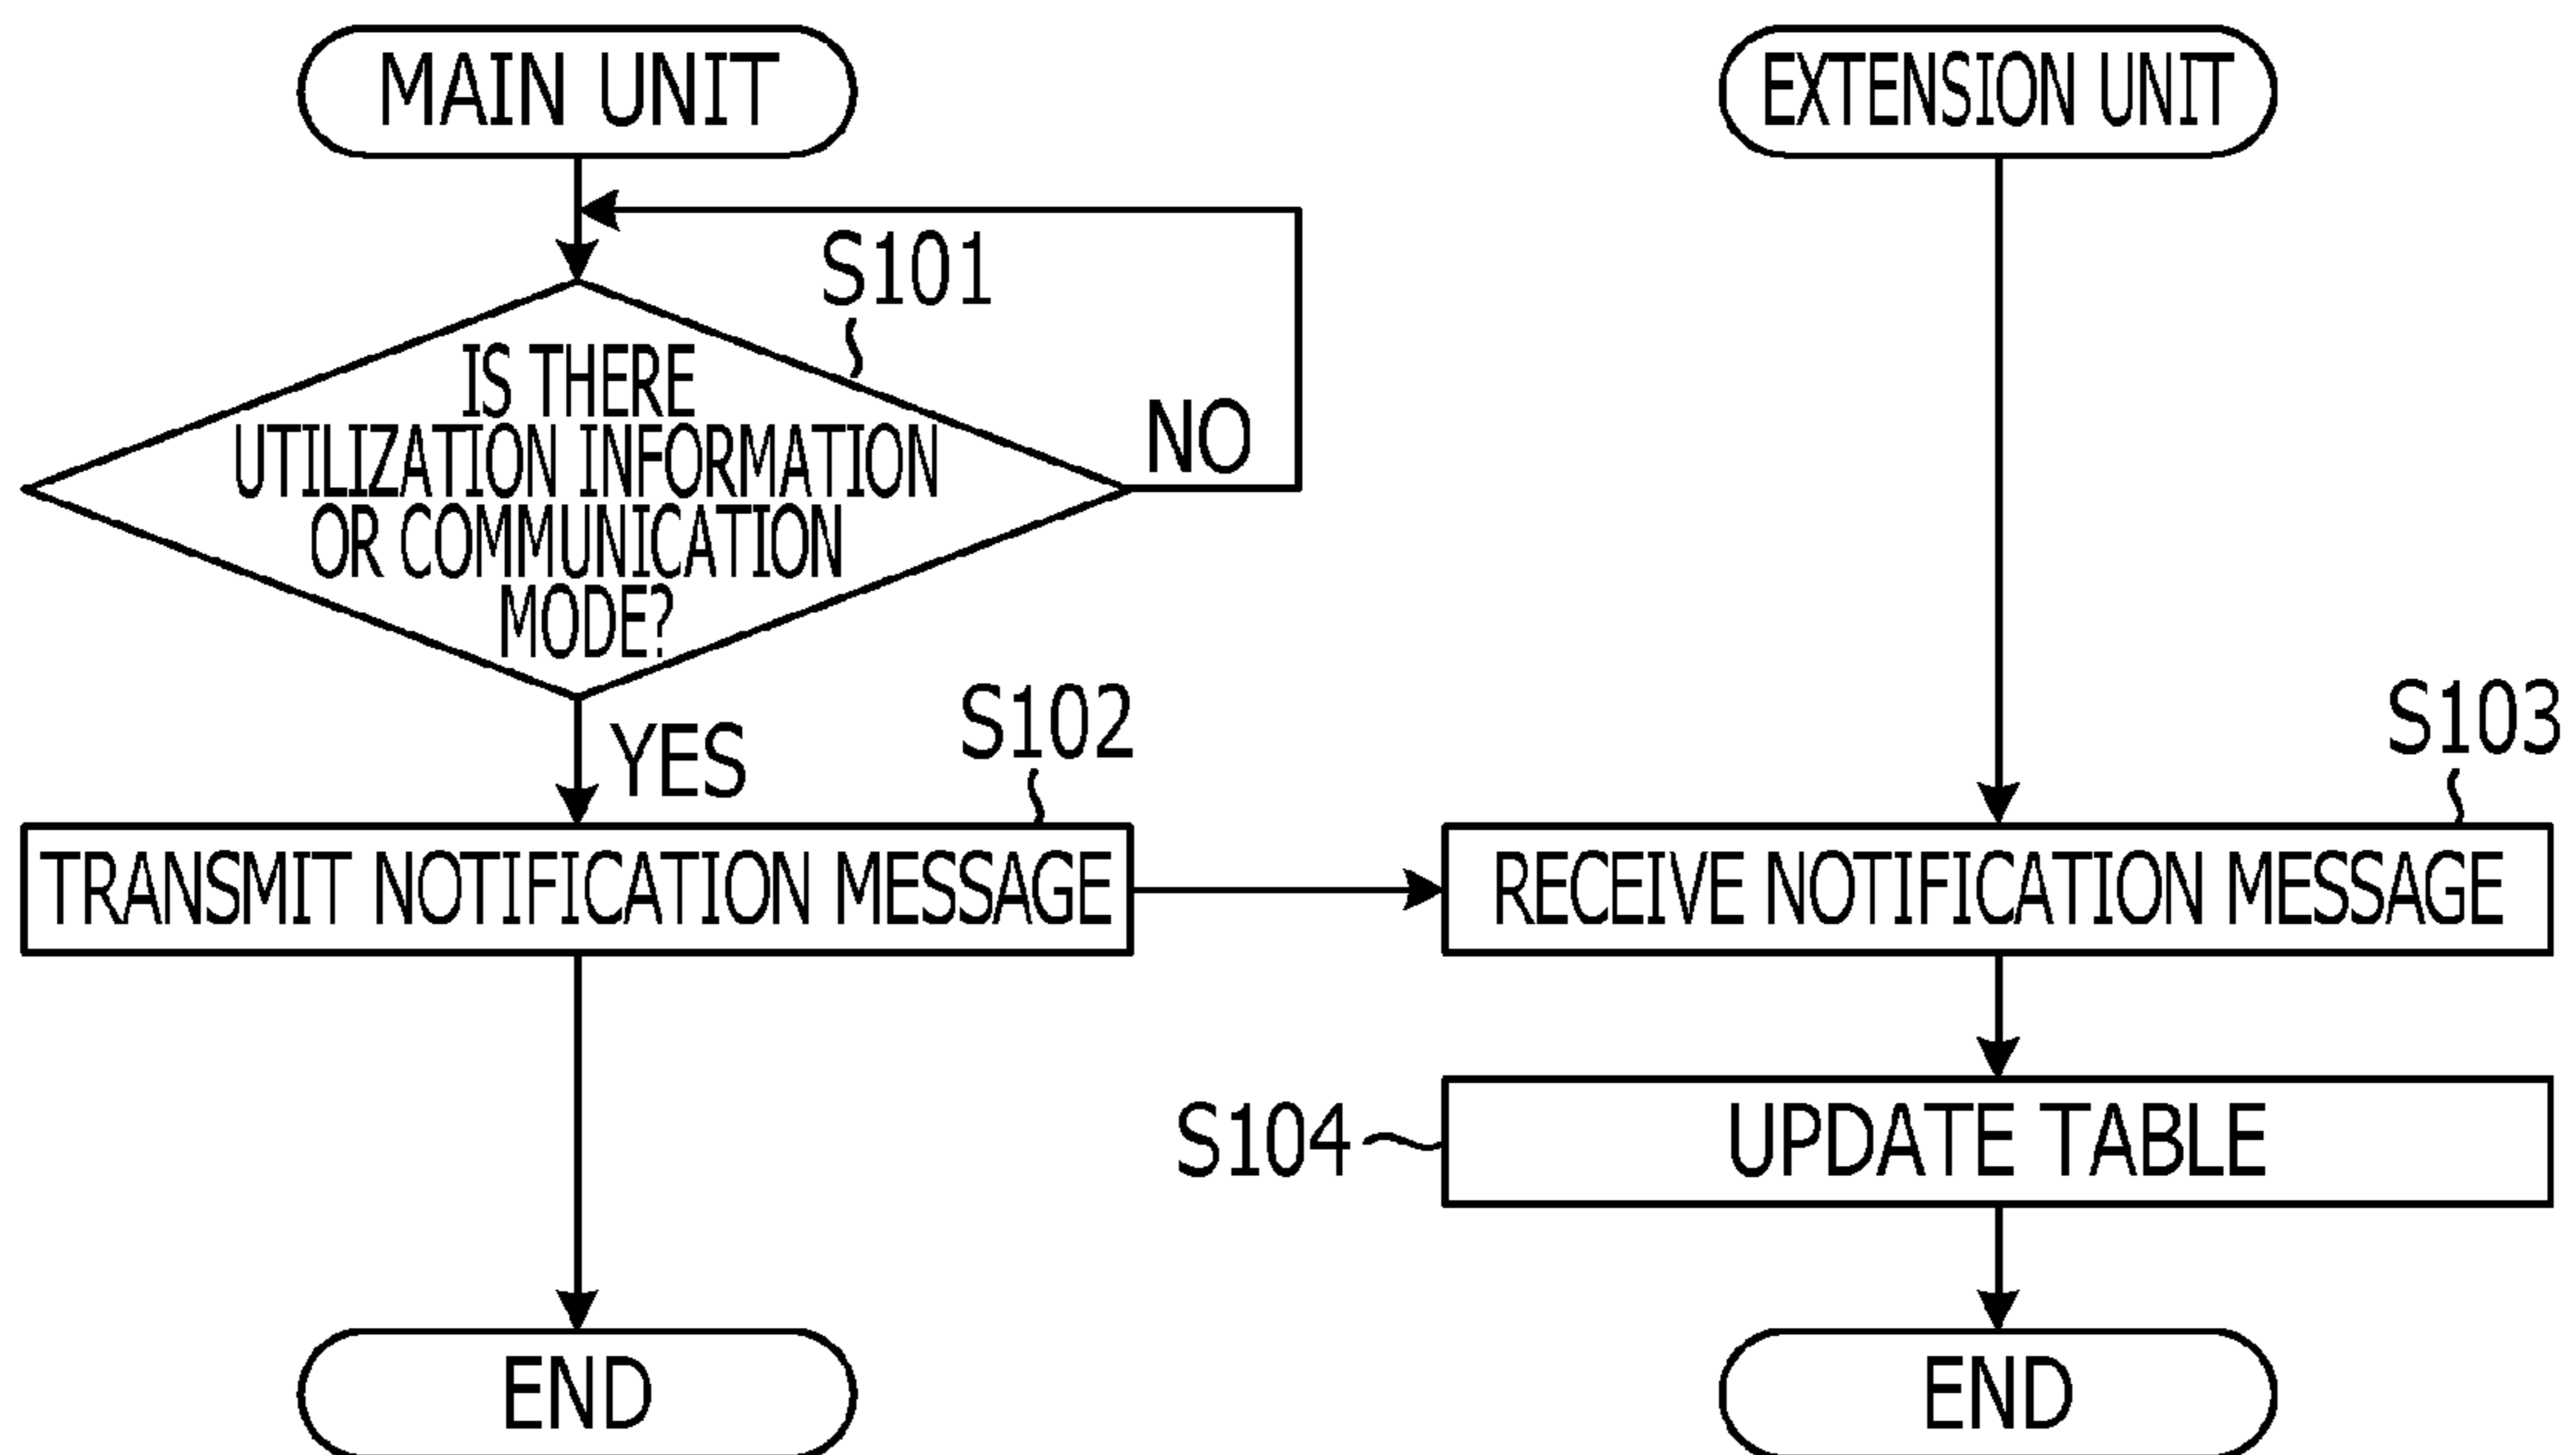 MAIN UNIT
EXTENSION UNIT
S101
IS THERE
UTILIZATION INFORMATION
OR COMMUNICATION
MODE?
NO
YES
S102
TRANSMIT NOTIFICATION MESSAGE
S103
RECEIVE NOTIFICATION MESSAGE
S104
UPDATE TABLE
END
END